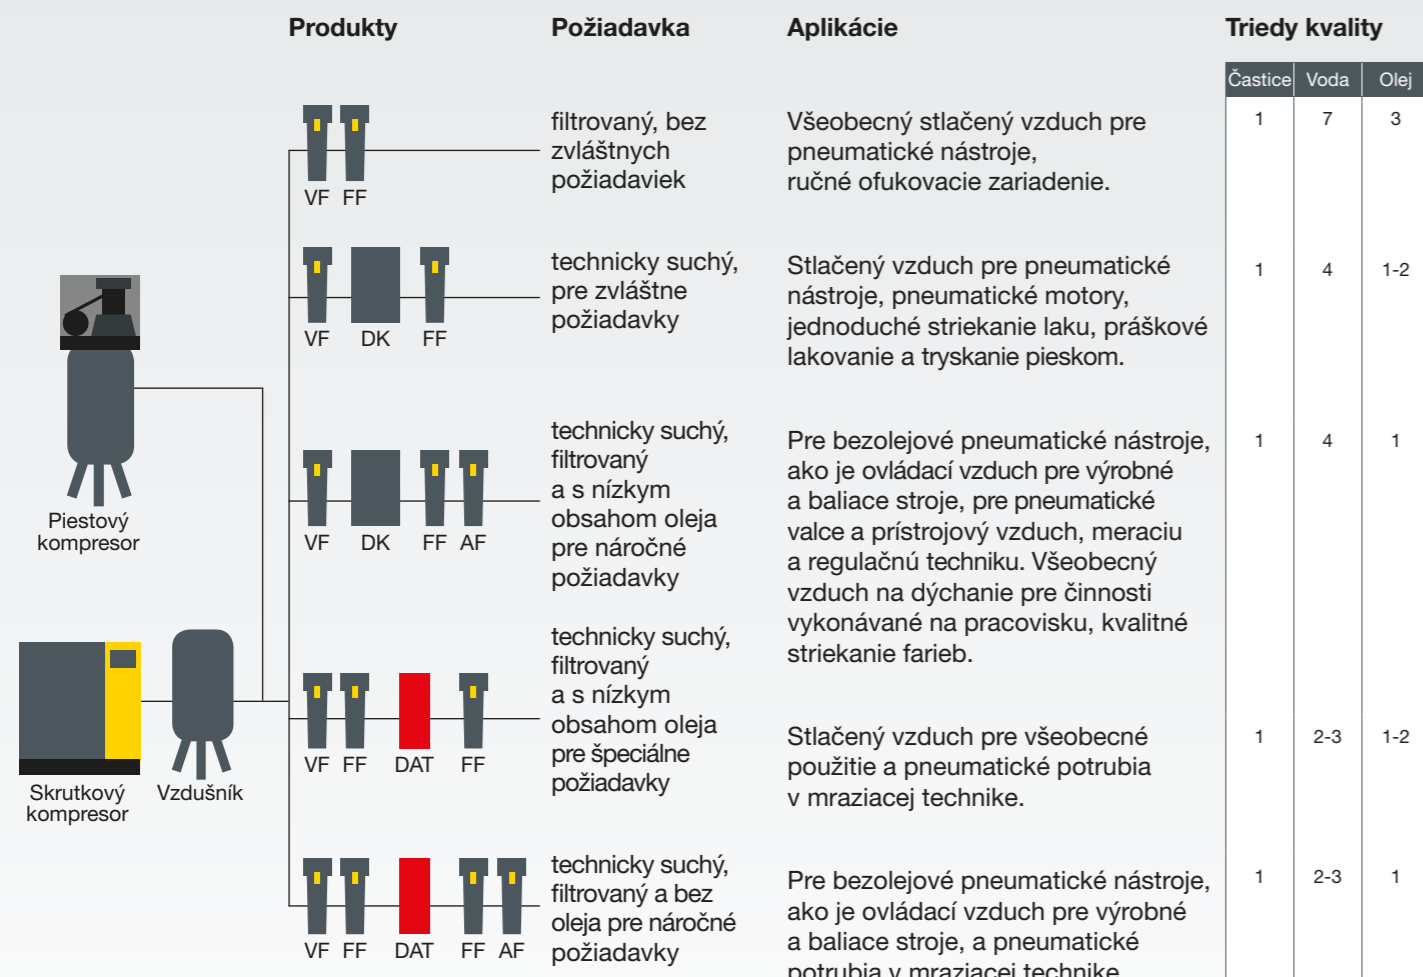 Produkty
Požiadavka
Aplikácie
Triedy kvality
Častice
Voda
Olej
VF FF
filtrovaný, bez
zvláštnych
požiadaviek
Všeobecný stlačený vzduch pre
pneumatické nástroje,
ručné ofukovacie zariadenie.
1 7 3
VF DK FF
technicky suchý,
pre zvláštne
požiadavky
Stlačený vzduch pre pneumatické
nástroje, pneumatické motory,
jednoduché striekanie laku, práškové
lakovanie a tryskanie pieskom.
1 4 1-2
Piestový
kompresor
VF DK FF AF
technicky suchý,
filtrovaný
a s nízkym
obsahom oleja
pre náročné
požiadavky
Pre bezolejové pneumatické nástroje,
ako je ovládací vzduch pre výrobné
a baliace stroje, pre pneumatické
valce a prístrojový vzduch, meraciu
a regulačnú techniku. Všeobecný
vzduch na dýchanie pre činnosti
vykonávané na pracovisku, kvalitné
striekanie farieb.
1 4 1
Skrutkový
kompresor
Vzdušník
VF FF DAT FF
technicky suchý,
filtrovaný
a s nízkym
obsahom oleja
pre špeciálne
požiadavky
Stlačený vzduch pre všeobecné
použitie a pneumatické potrubia
v mraziacej technike.
1 2-3 1-2
VF FF DAT FF AF
technicky suchý,
filtrovaný a bez
oleja pre náročné
požiadavky
Pre bezolejové pneumatické nástroje,
ako je ovládací vzduch pre výrobné
a baliace stroje, a pneumatické
potrubia v mraziacej technike.
1 2-3 1